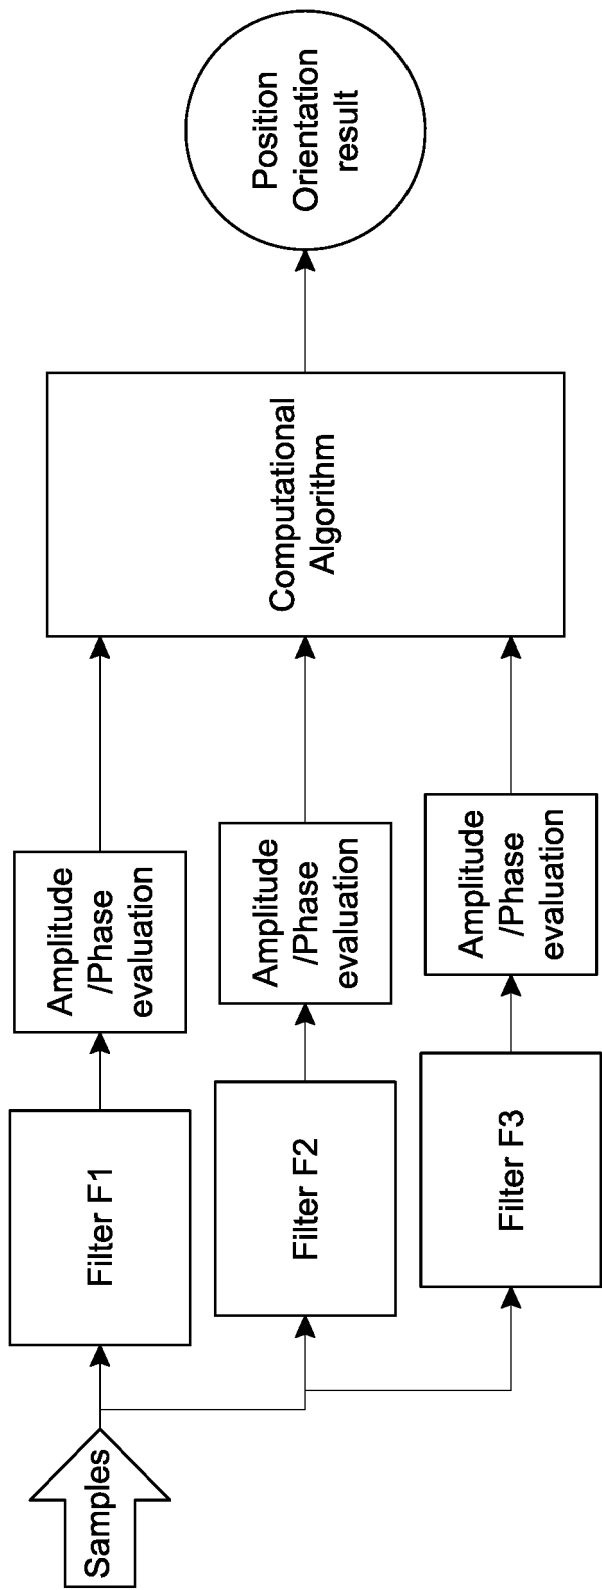 Samples
Filter F1
Amplitude
/Phase
evaluation
Filter F2
Amplitude
/Phase
evaluation
Filter F3
Amplitude
/Phase
evaluation
Computational
Algorithm
Position
Orientation
result